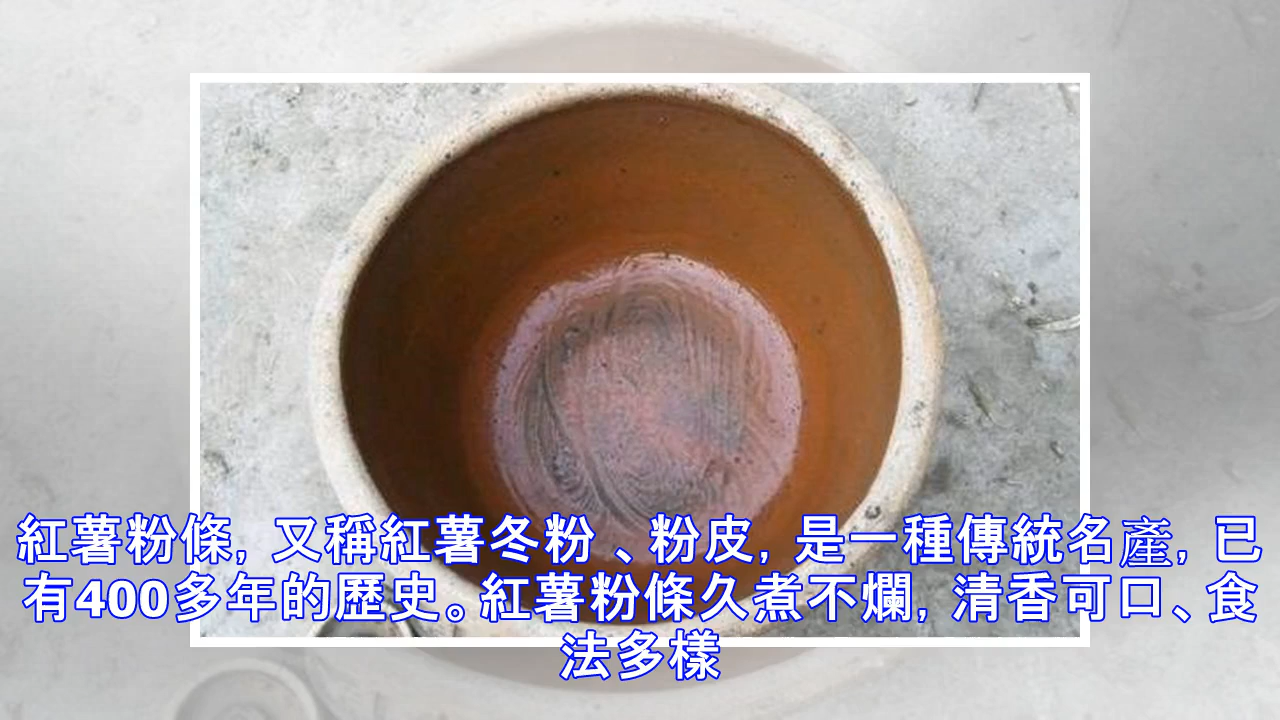 紅薯粉條, 又稱紅薯冬粉、粉皮, 是一種傳統名產, 已
有400多年的歷史。紅薯粉條久煮不爛, 清香可口、食
法多樣